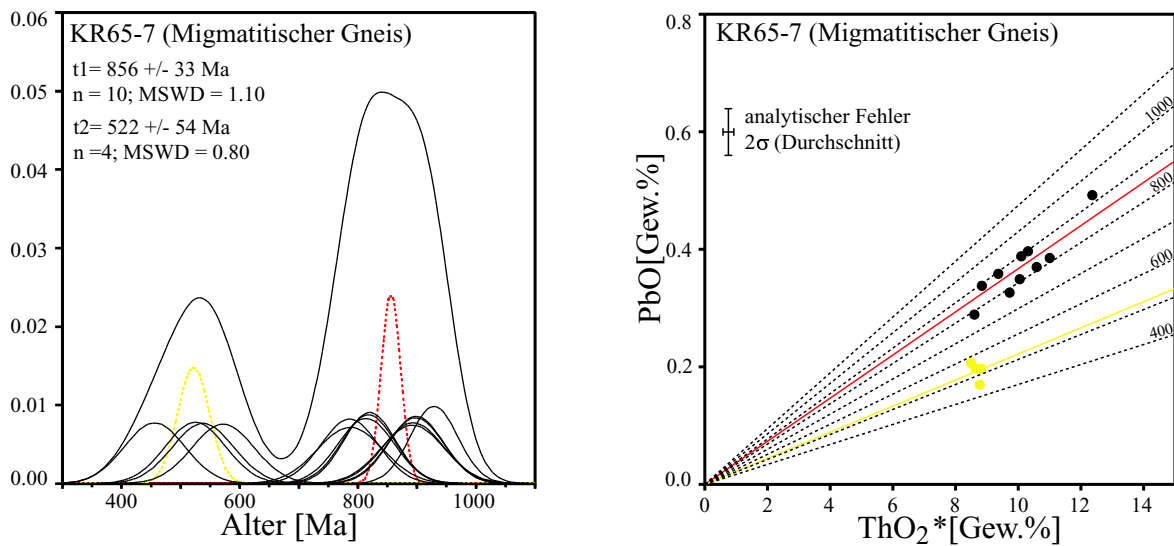 KR65-7 (Migmatitischer Gneis)
t1= 856 +/- 33 Ma
n = 10; MSWD = 1.10
t2= 522 +/- 54 Ma
n =4; MSWD = 0.80
0.06
0.05
0.04
0.03
0.02
0.01
0.00
400
600
800
1000
Alter [Ma]
KR65-7 (Migmatitischer Gneis)
analytischer Fehler
2σ (Durchschnitt)
PbO[Gew.%]
0.8
0.6
0.4
0.2
0.0
1000
800
600
400
0
2
4
6
8
10
12
14
ThO2*[Gew.%]